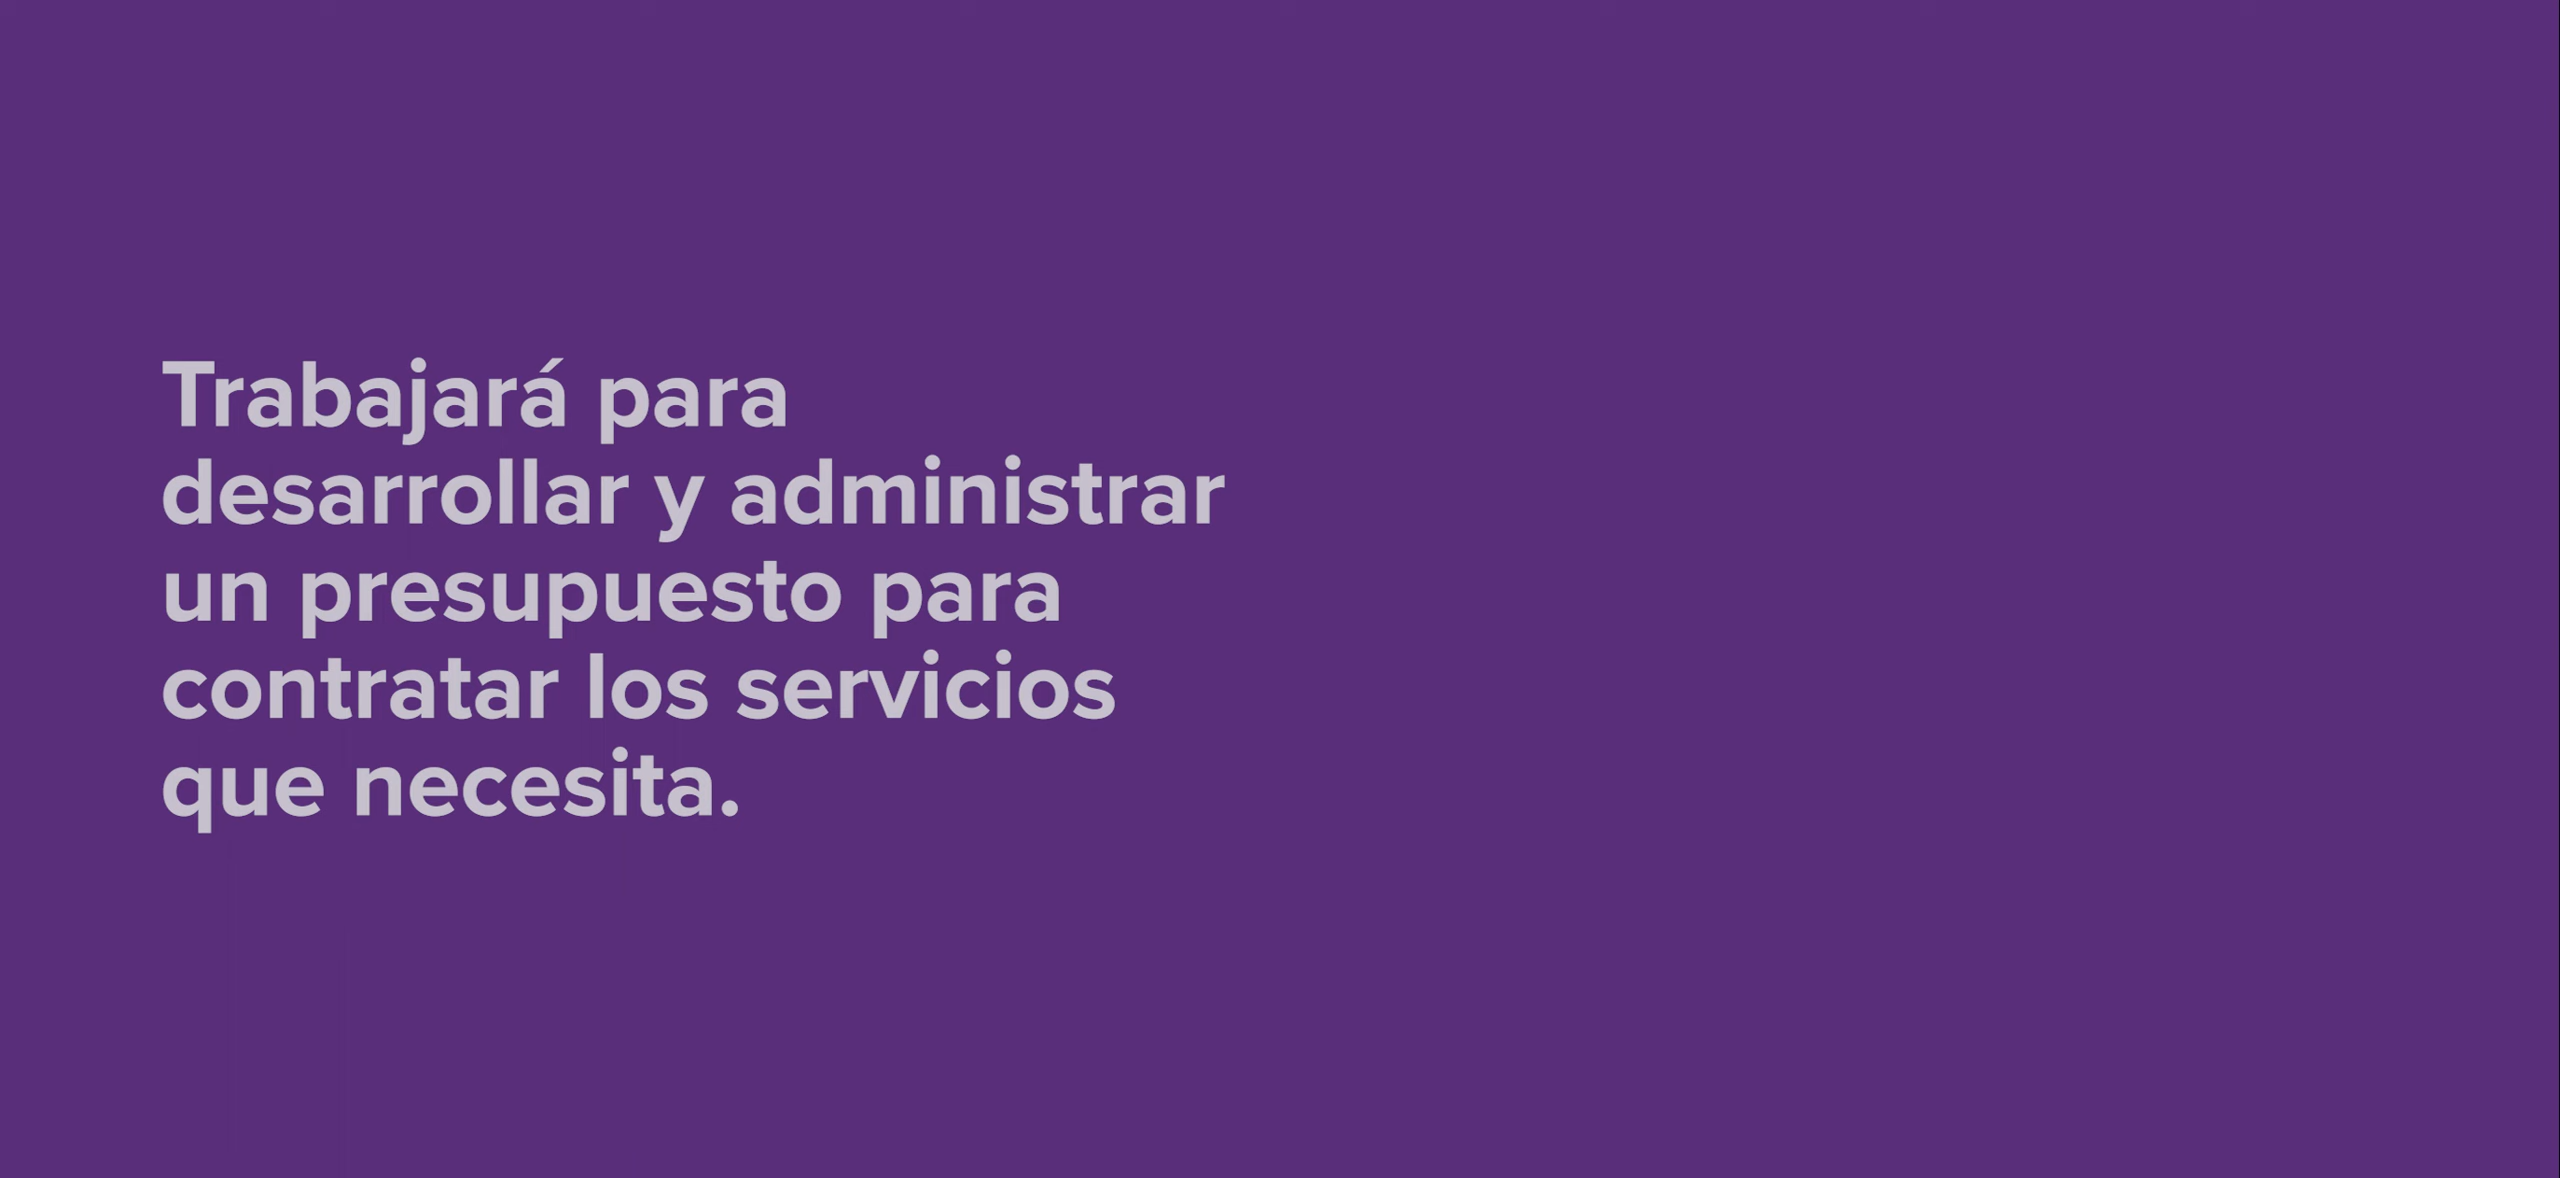 Trabajará para
desarrollar y administrar
un presupuesto para
contratar los servicios
que necesita.